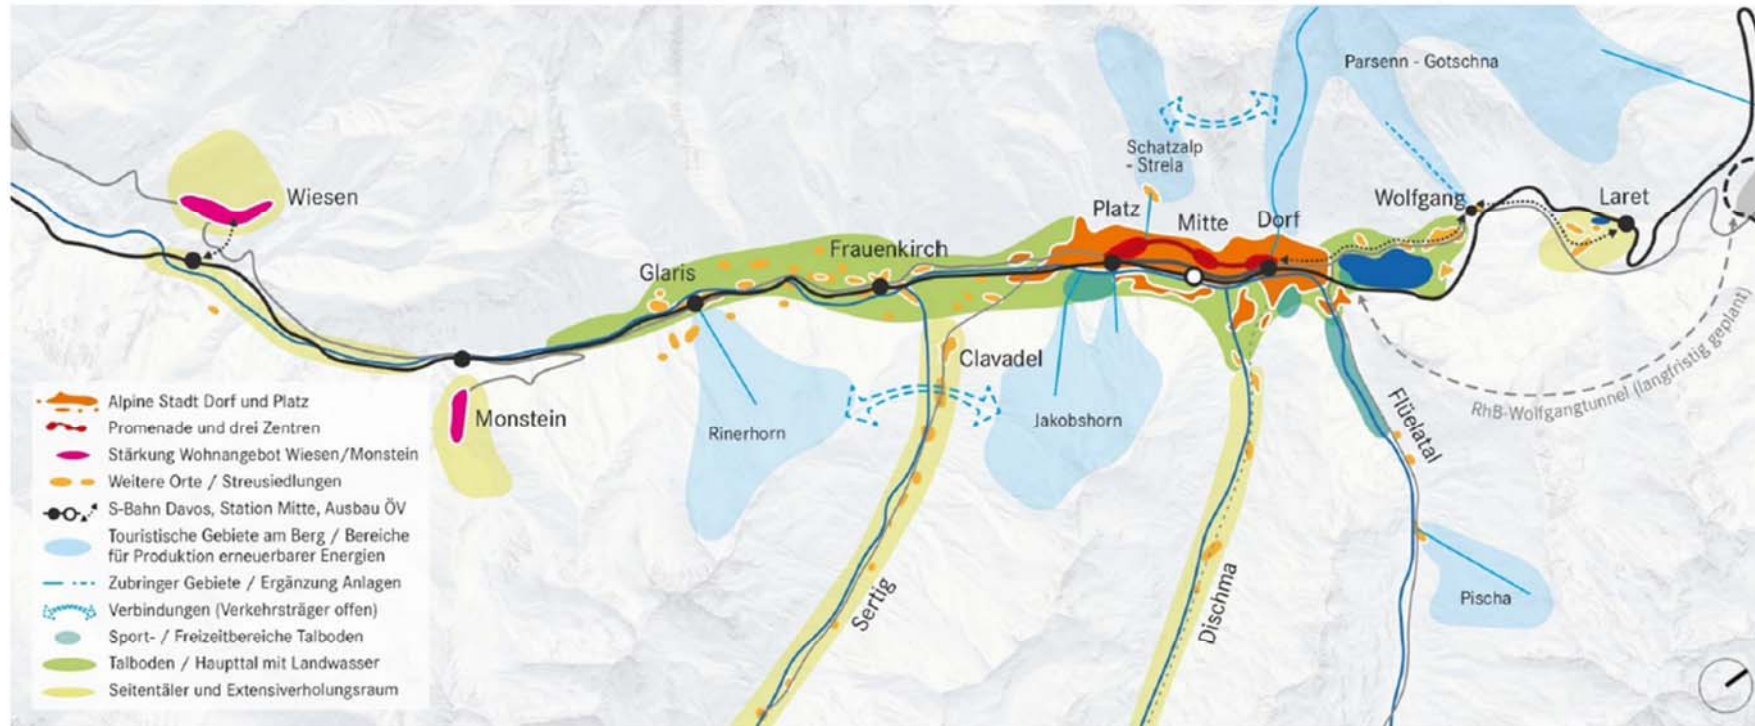 Parsenn - Gotschna
Schatzalp
- Strela
Wiesen
Platz
Mitte
Dorf
Wolfgang
Laret
Frauenkirch
Glaris
Clavadel
Monstein
Rinerhorn
Jakobshorn
Flüelatal
RhB-Wolfgangtunnel (langfristig geplant)
Sertig
Dischma
Pischa
Alpine Stadt Dorf und Platz
Promenade und drei Zentren
Stärkung Wohnangebot Wiesen/Monstein
Weitere Orte / Streusiedlungen
S-Bahn Davos, Station Mitte, Ausbau ÖV
Touristische Gebiete am Berg / Bereiche
für Produktion erneuerbarer Energien
Zubringer Gebiete / Ergänzung Anlagen
Verbindungen (Verkehrsträger offen)
Sport- / Freizeitbereiche Talboden
Talboden / Haupttal mit Landwasser
Seitentäler und Extensiverholungsraum